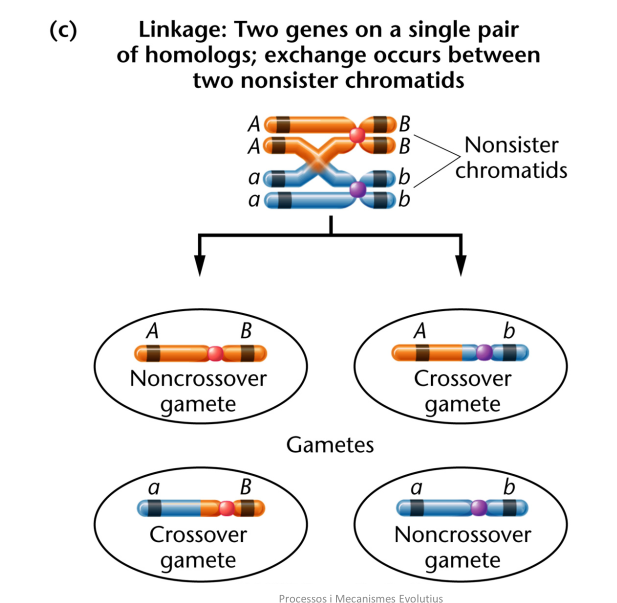 (c) Linkage: Two genes on a single pair
of homologs; exchange occurs between
two nonsister chromatids
A B
A B
Nonsister
chromatids
a b
a b
A B
Noncrossover
gamete
A b
Crossover
gamete
Gametes
a B
Crossover
gamete
a b
Noncrossover
gamete
Processos i Mecanismes Evolutius